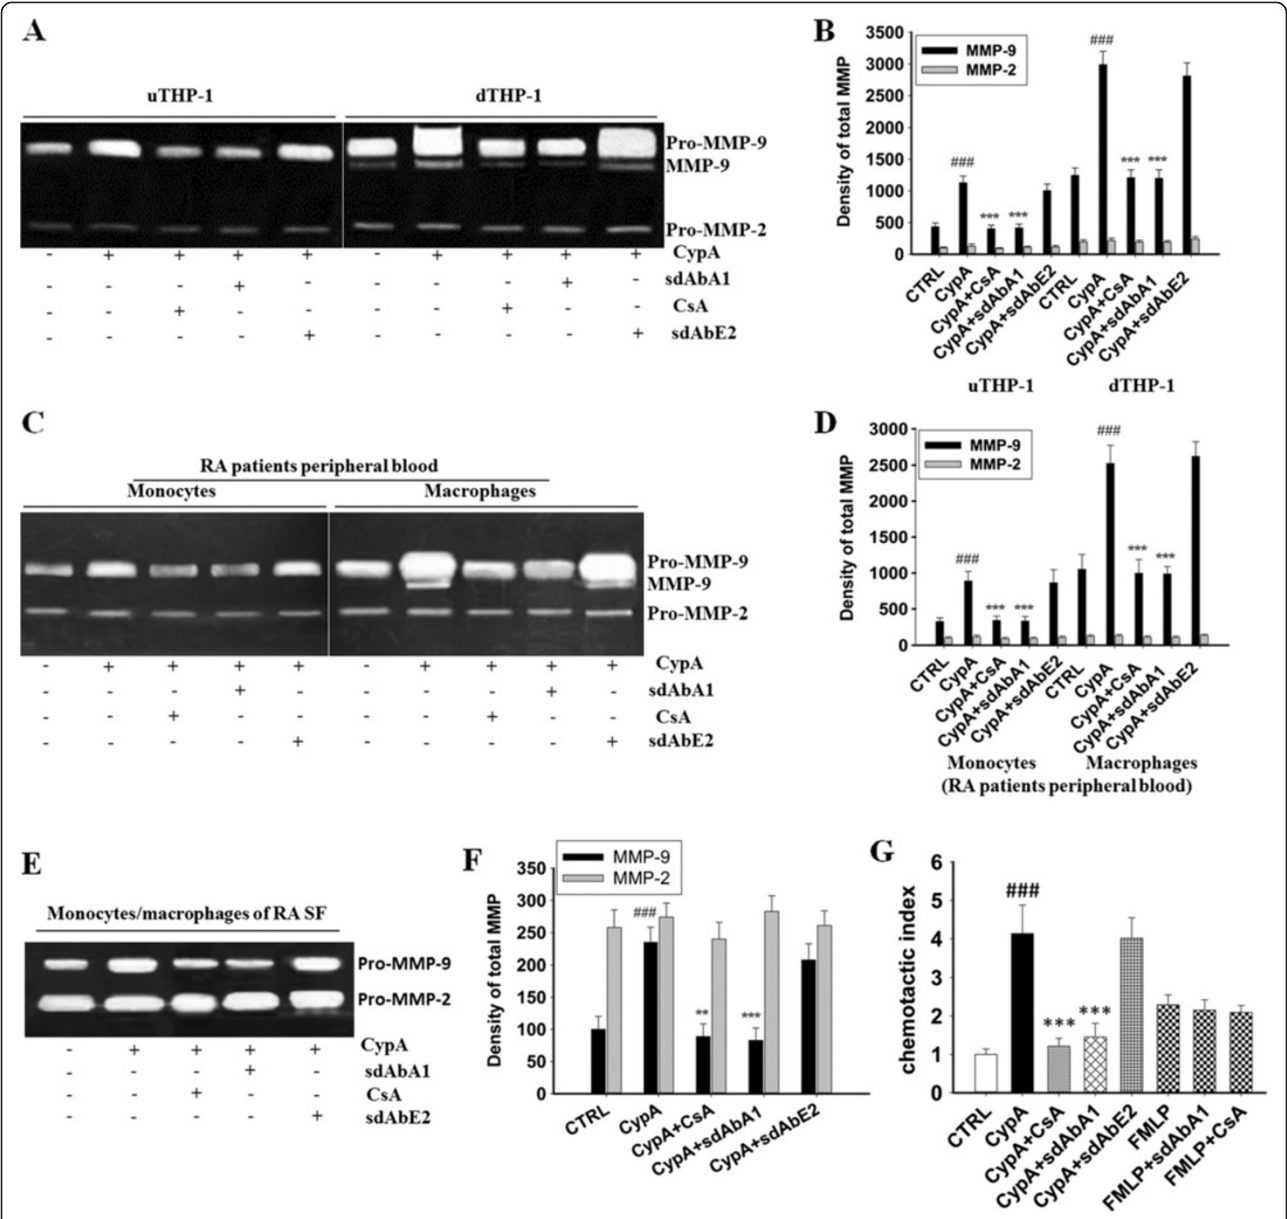 A
uTHP-1 dTHP-1
Pro-MMP-9
MMP-9
Pro-MMP-2
- + + + + - + + + + CypA
- - - + - - - - + - sdAbA1
- - + - - - - + - - CsA
- - - - + - - - - + sdAbE2
B
Density of total MMP
3500
3000
2500
2000
1500
1000
500
0
MMP-9
MMP-2
### *** *** ### *** ***
CTRL CypA CypA+CsA CypA+sdAbA1 CypA+sdAbE2 CTRL CypA CypA+CsA CypA+sdAbA1 CypA+sdAbE2
uTHP-1 dTHP-1
C
RA patients peripheral blood
Monocytes Macrophages
Pro-MMP-9
MMP-9
Pro-MMP-2
- + + + + - + + + + CypA
- - - + - - - - + - sdAbA1
- - + - - - - + - - CsA
- - - - + - - - - + sdAbE2
D
Density of total MMP
3000
2500
2000
1500
1000
500
0
MMP-9
MMP-2
### *** *** ### *** ***
CTRL CypA CypA+CsA CypA+sdAbA1 CypA+sdAbE2 CTRL CypA CypA+CsA CypA+sdAbA1 CypA+sdAbE2
Monocytes Macrophages
(RA patients peripheral blood)
E
Monocytes/macrophages of RA SF
Pro-MMP-9
Pro-MMP-2
- + + + + CypA
- - - + - sdAbA1
- - + - - CsA
- - - - + sdAbE2
F
Density of total MMP
350
300
250
200
150
100
50
0
MMP-9
MMP-2
### ** ***
CTRL CypA CypA+CsA CypA+sdAbA1 CypA+sdAbE2
G
chemotactic index
6
5
4
3
2
1
0
### *** ***
CTRL CypA CypA+CsA CypA+sdAbA1 CypA+sdAbE2 FMLP FMLP+sdAbA1 FMLP+CsA